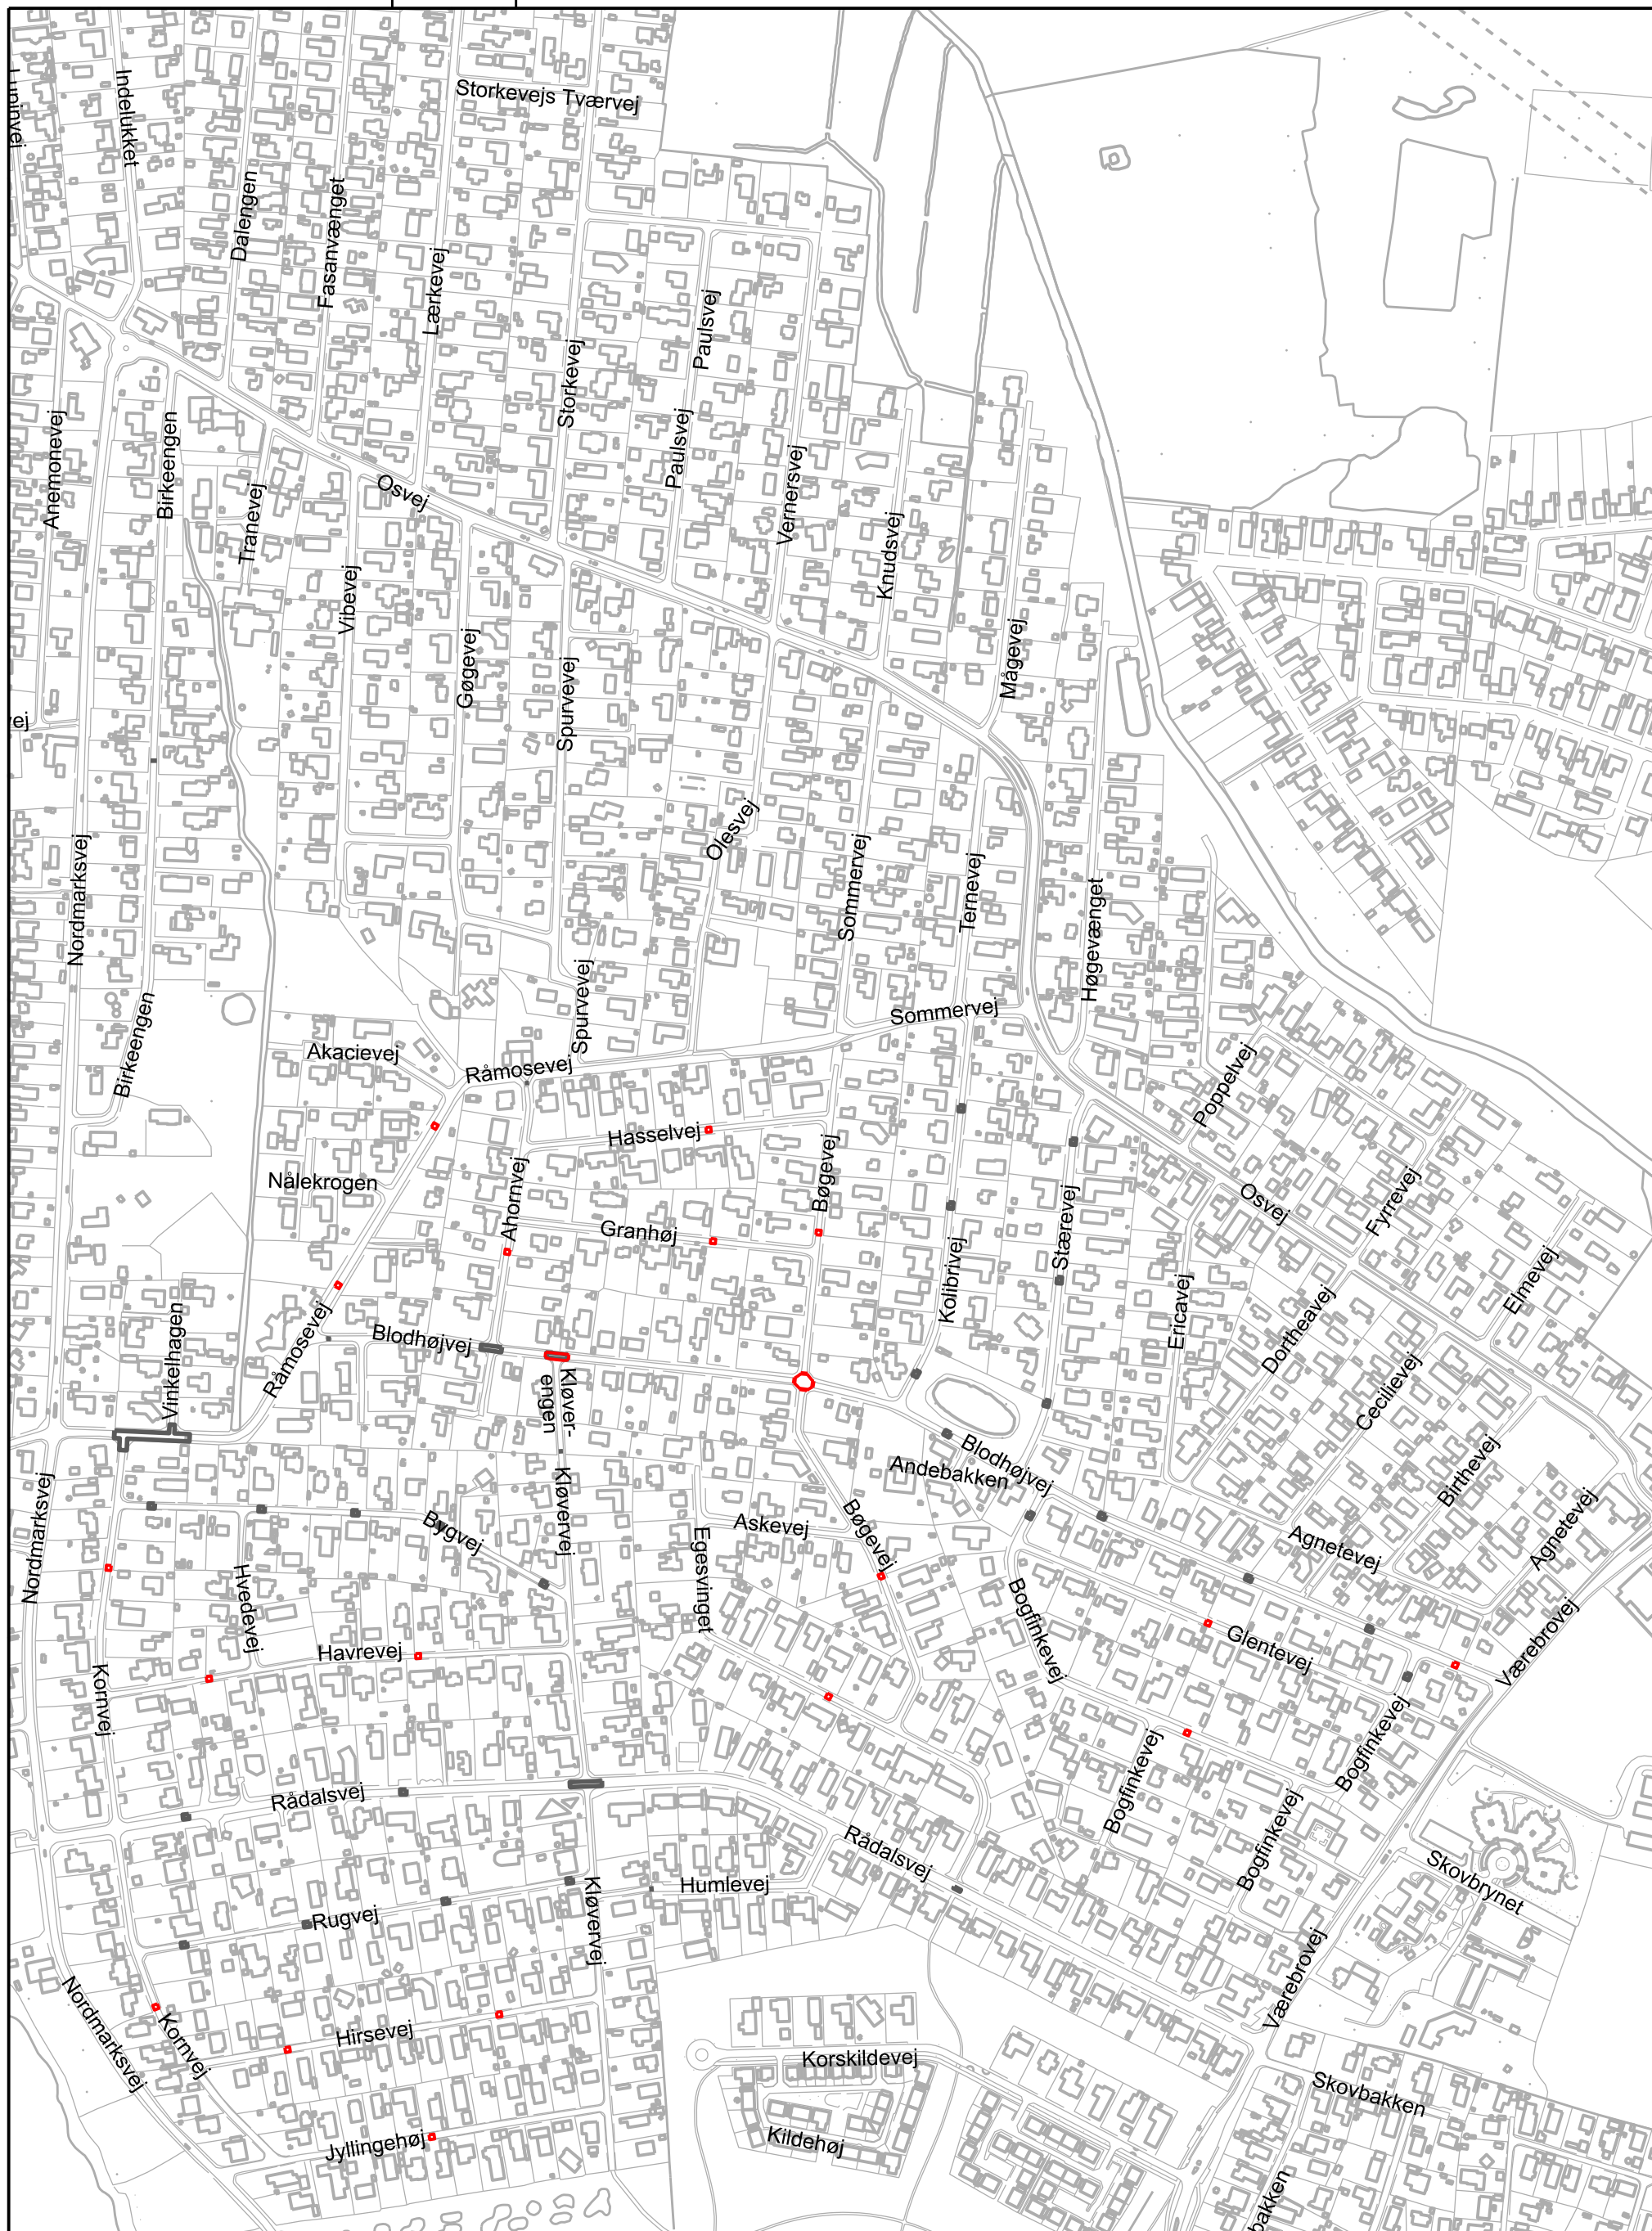 Indelukket
Storkevejs Tværvej
Dalengen
Fasanvænget
Lærkevej
Paulsvej
Storkevej
Anemonevej
Birkeengen
Paulsvej
Vernersvej
Osvej
Tranevej
Knudsvej
Vibevej
Gøgevej
Mågevej
Spurvevej
vej
Olesvej
Nordmarksvej
Sommervej
Ternevej
Høgevænget
Spurvevej
Birkeengen
Sommervej
Akacievej
Råmosevej
Poppelvej
Hasselvej
Bøgevej
Nålekrogen
Ahornvej
Stærevej
Osvej
Fyrrevej
Granhøj
Kolibrivej
Elmevej
Ericavej
Dortheavej
Råmosevej
Vinkelhagen
Blodhøjvej
Kløver-
engen
Cecilievej
Blodhøjvej
Andebakken
Birthevej
Nordmarksvej
Kløvervej
Bygvej
Askevej
Bøgevej
Egesvinget
Agnetevej
Agnetevej
Hvedevej
Bogfinkevej
Glentevej
Værebrovej
Havrevej
Kornvej
Bogfinkevej
Bogfinkevej
Bogfinkevej
Rådalsvej
Rådalsvej
Skovbrynet
Humlevej
Rugvej
Kløvervej
Værebrovej
Nordmarksvej
Kornvej
Hirsevej
Korskildevej
Skovbakken
Kildehøj
Jyllingehøj
bakken